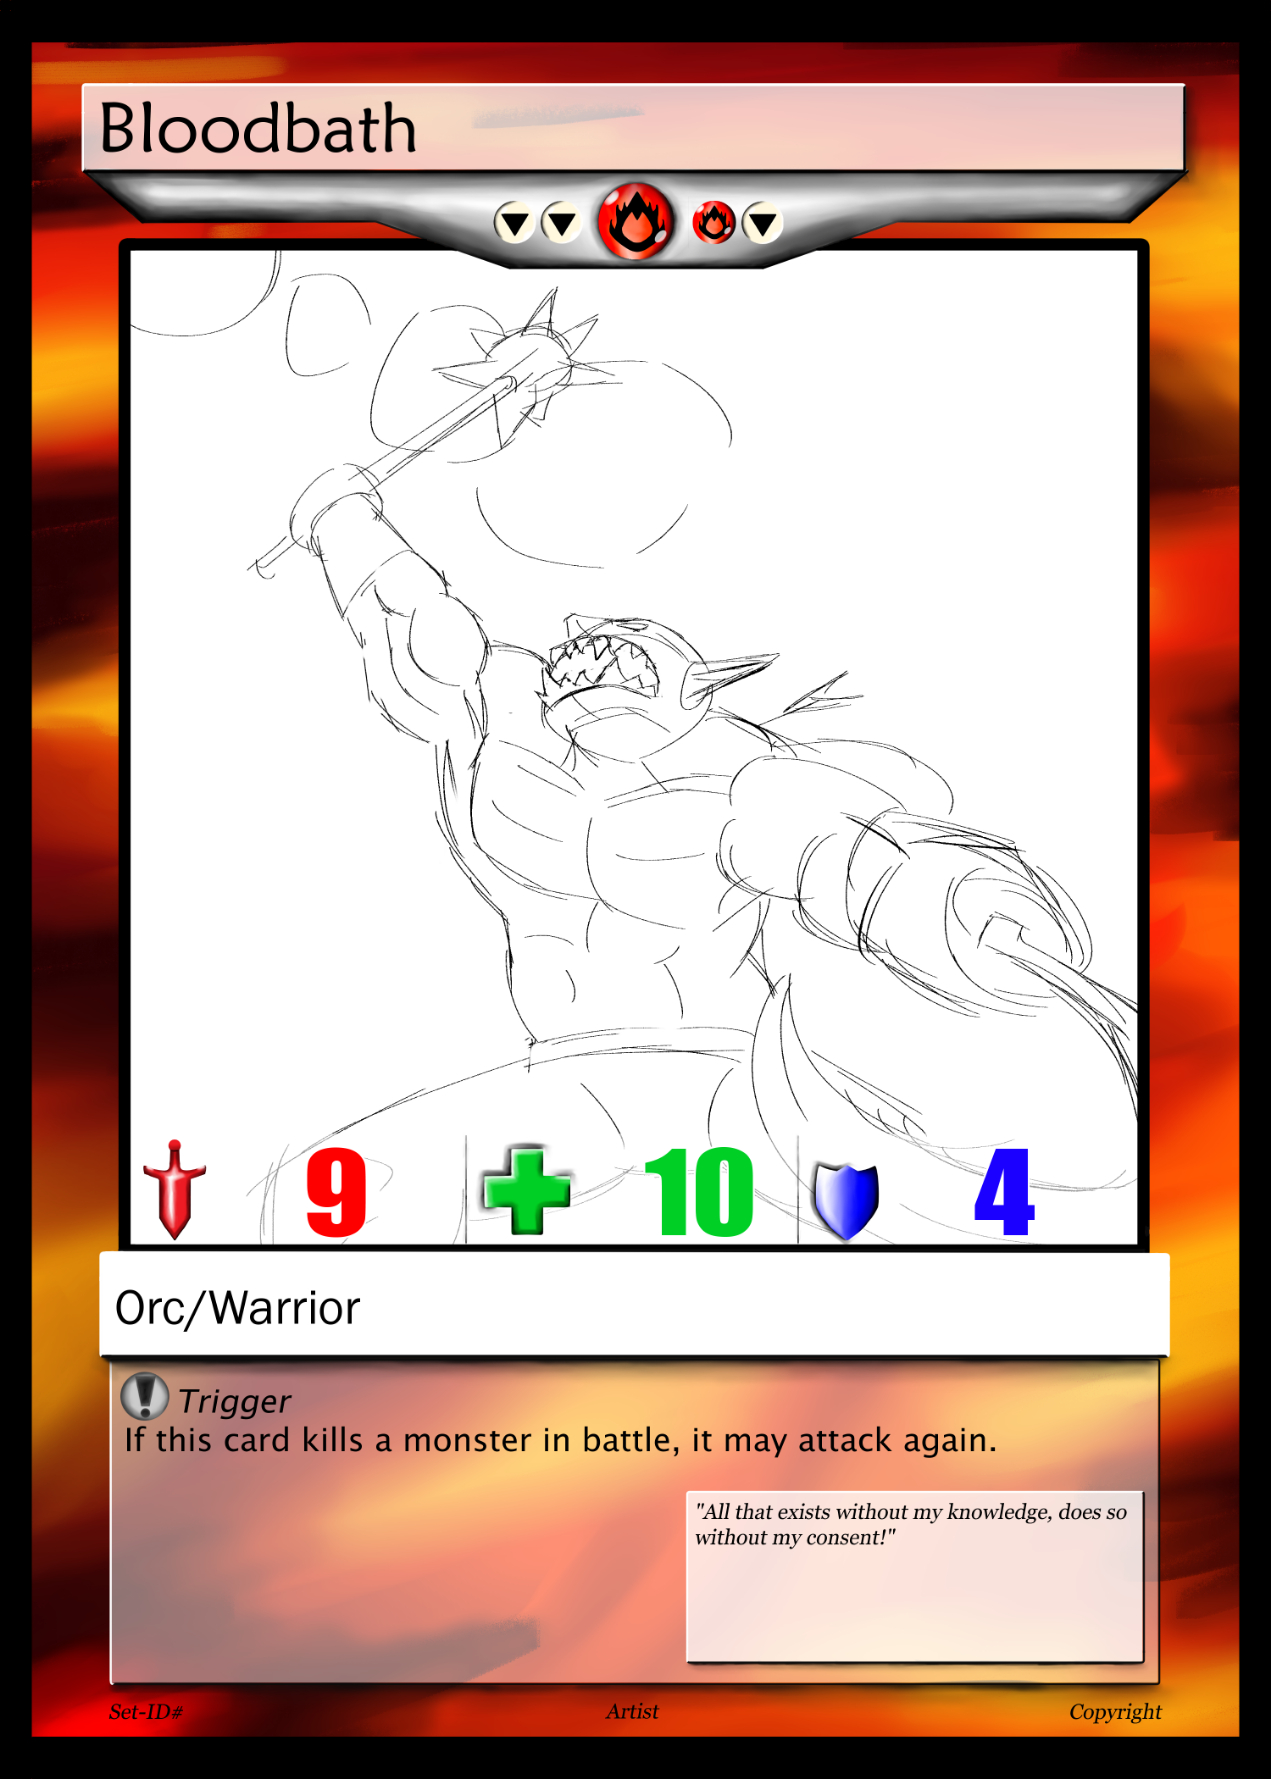 Bloodbath
9 10 4
Orc/Warrior
Trigger
If this card kills a monster in battle, it may attack again.
"All that exists without my knowledge, does so
without my consent!"
Set-ID# Artist Copyright